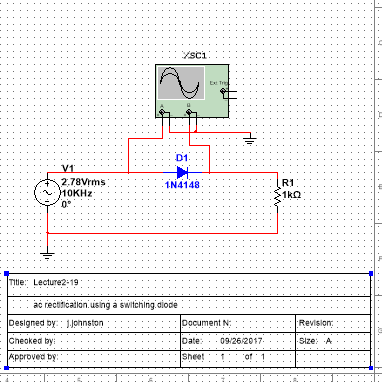 XSC1
Ext Trig
A
B
V1
2.78Vrms
10KHz
0°
D1
1N4148
R1
1kΩ
Title: Lecture2-19
ac rectification using a switching diode
Designed by: j.johnston Document N: Revision:
Checked by: Date: 09/26/2017 Size: A
Approved by: Sheet 1 of 1